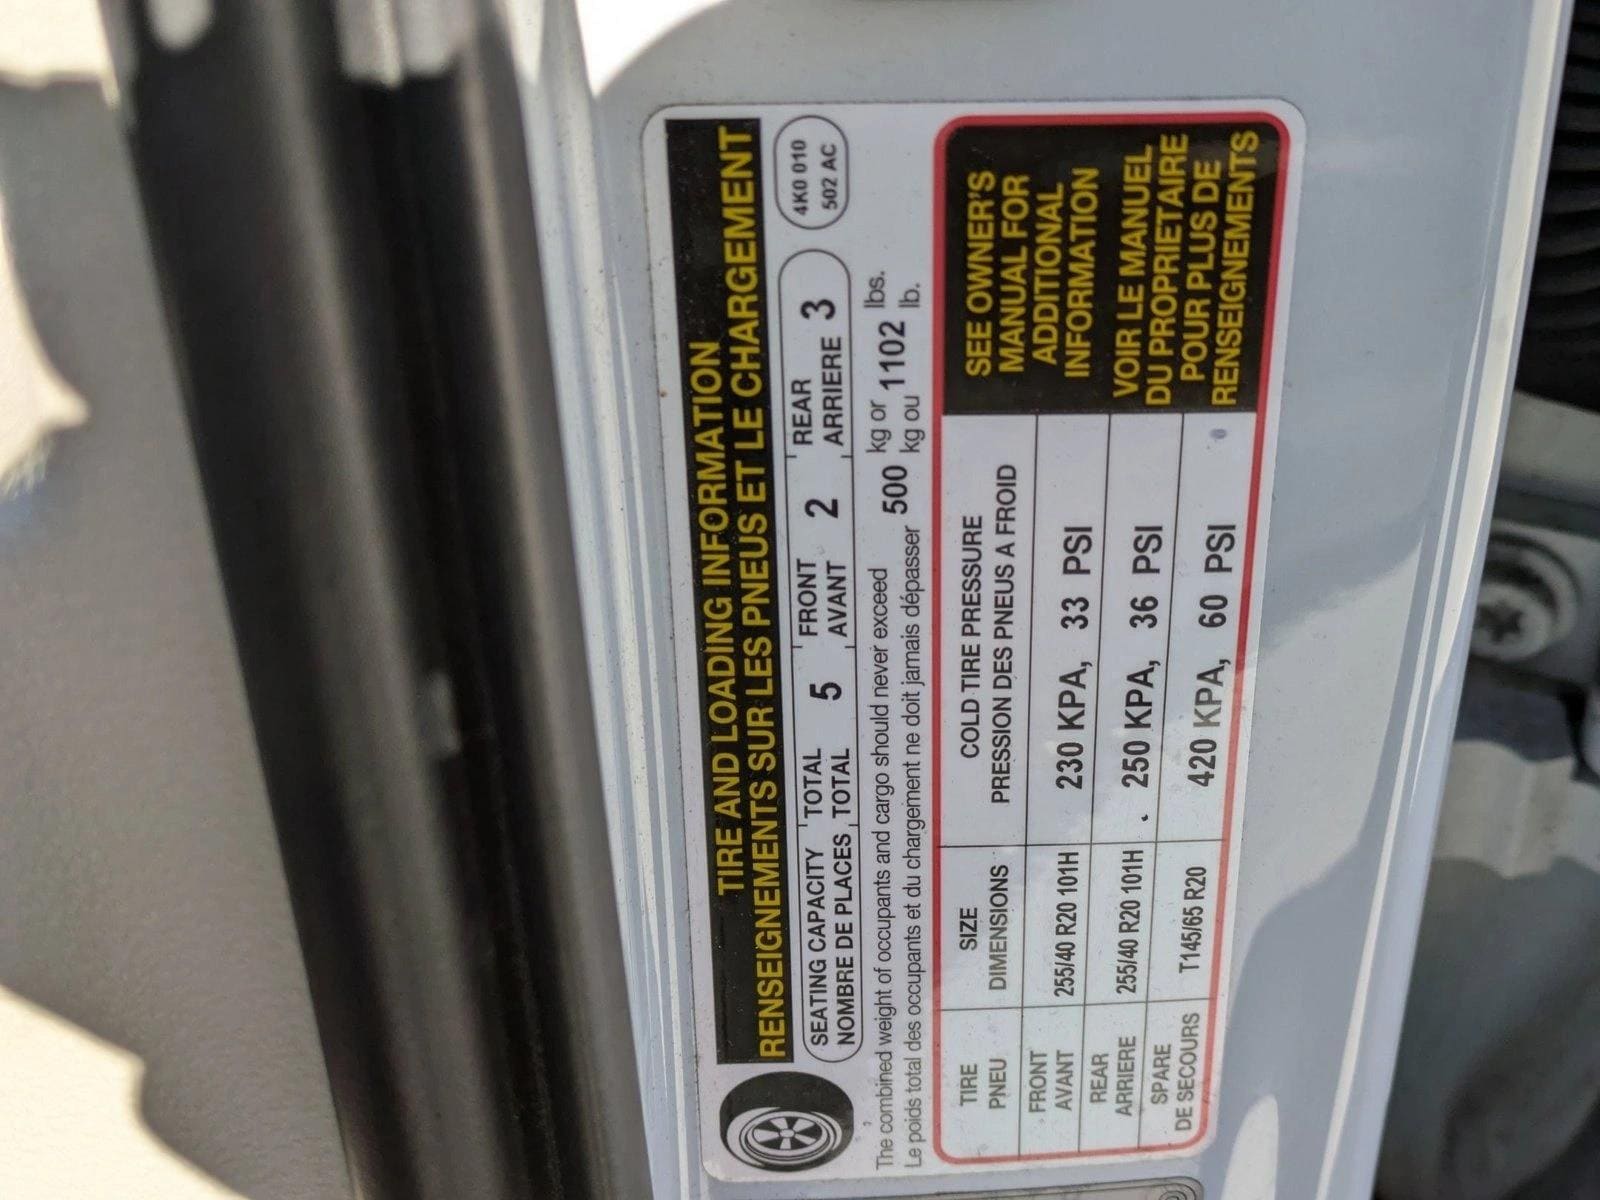 TIRE AND LOADING INFORMATION
RENSEIGNEMENTS SUR LES PNEUS ET LE CHARGEMENT
SEATING CAPACITY TOTAL 5 FRONT 2 REAR 3
NOMBRE DE PLACES TOTAL AVANT ARRIERE
4K0 010
502 AC
The combined weight of occupants and cargo should never exceed 500 kg or 1102 lbs.
Le poids total des occupants et du chargement ne doit jamais dépasser kg ou lb.
TIRE SIZE COLD TIRE PRESSURE
PNEU DIMENSIONS PRESSION DES PNEUS A FROID
FRONT
AVANT 255/40 R20 101H 230 KPA, 33 PSI
REAR
ARRIERE 255/40 R20 101H 250 KPA, 36 PSI
SPARE
DE SECOURS T145/65 R20 420 KPA, 60 PSI
SEE OWNER'S
MANUAL FOR
ADDITIONAL
INFORMATION
VOIR LE MANUEL
DU PROPRIETAIRE
POUR PLUS DE
RENSEIGNEMENTS